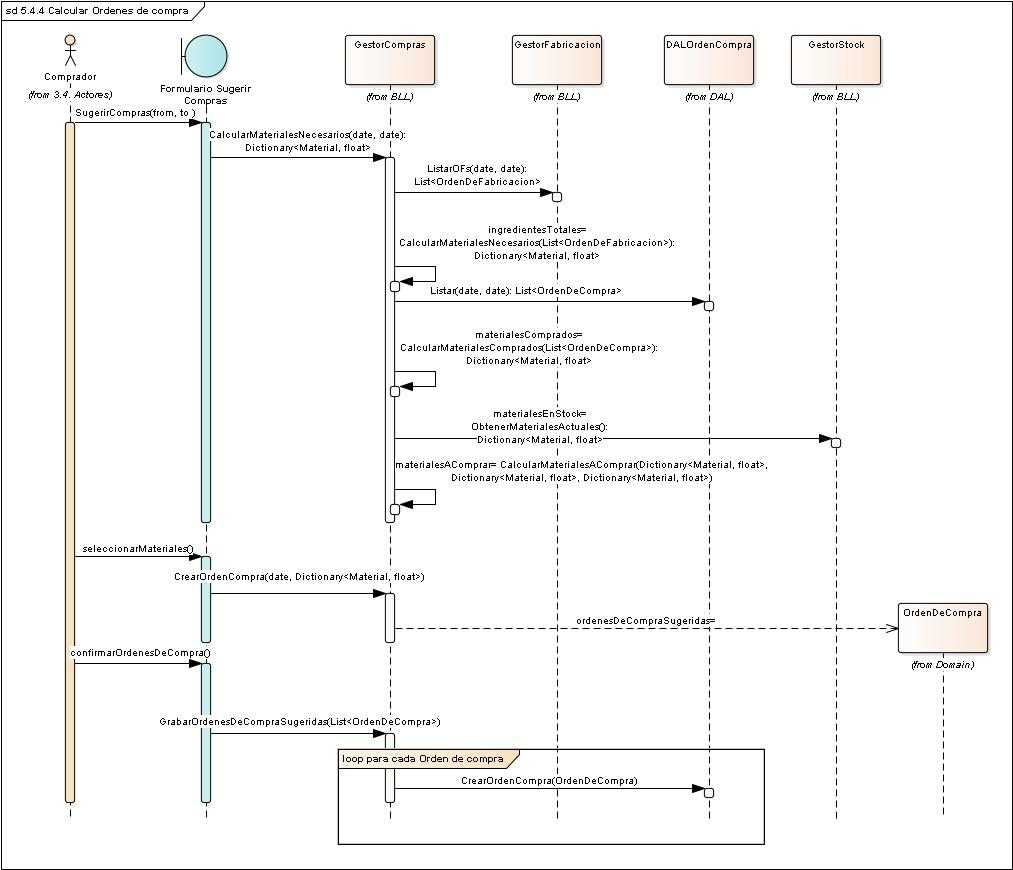 sd 5.4.4 Calcular Ordenes de compra
Comprador
(from 3.4. Actores)
Formulario Sugerir
Compras
GestorCompras
(from BLL)
GestorFabricacion
(from BLL)
DALOrdenCompra
(from DAL)
GestorStock
(from BLL)
SugerirCompras(from, to )
CalcularMaterialesNecesarios(date, date):
Dictionary<Material, float>
ListarOFs(date, date):
List<OrdenDeFabricacion>
ingredientesTotales=
CalcularMaterialesNecesarios(List<OrdenDeFabricacion>):
Dictionary<Material, float>
Listar(date, date): List<OrdenDeCompra>
materialesComprados=
CalcularMaterialesComprados(List<OrdenDeCompra>):
Dictionary<Material, float>
materialesEnStock=
ObtenerMaterialesActuales():
Dictionary<Material, float>
materialesAComprar= CalcularMaterialesAComprar(Dictionary<Material, float>,
Dictionary<Material, float>, Dictionary<Material, float>)
seleccionarMateriales()
CrearOrdenCompra(date, Dictionary<Material, float>)
ordenesDeCompraSugeridas=
OrdenDeCompra
(from Domain)
confirmarOrdenesDeCompra()
GrabarOrdenesDeCompraSugeridas(List<OrdenDeCompra>)
loop para cada Orden de compra
CrearOrdenCompra(OrdenDeCompra)